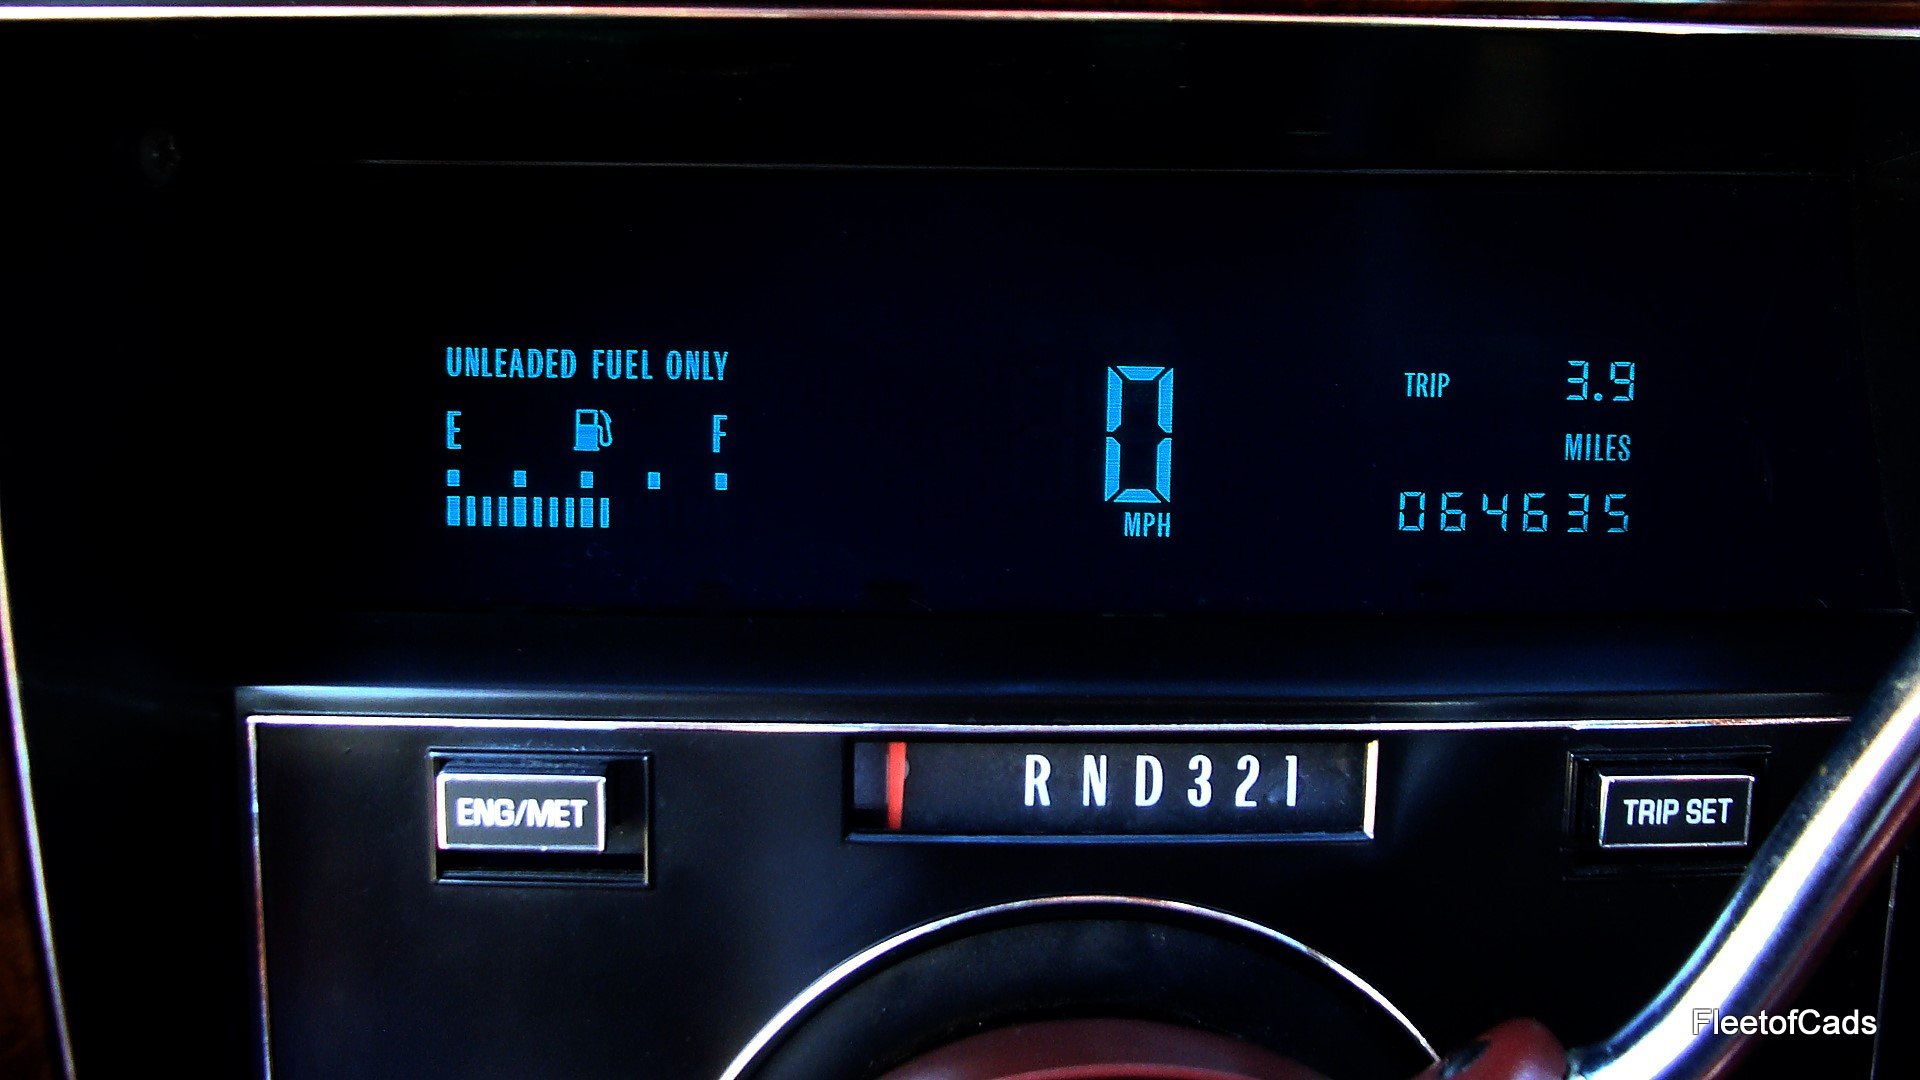 UNLEADED FUEL ONLY
E F
0
MPH
TRIP 3.9
MILES
064635
ENG/MET
RND321
TRIP SET
FleetofCads